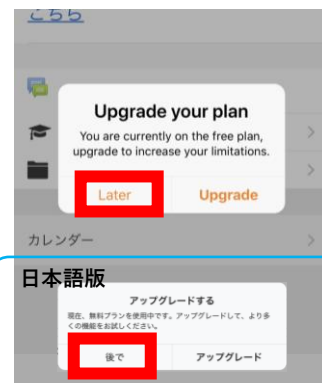 こちら
Upgrade your plan
You are currently on the free plan,
upgrade to increase your limitations.
Later
Upgrade
カレンダー
日本語版
アップグレードする
現在、無料プランを使用中です。アップグレードして、より多
くの機能をお試しください。
後で
アップグレード